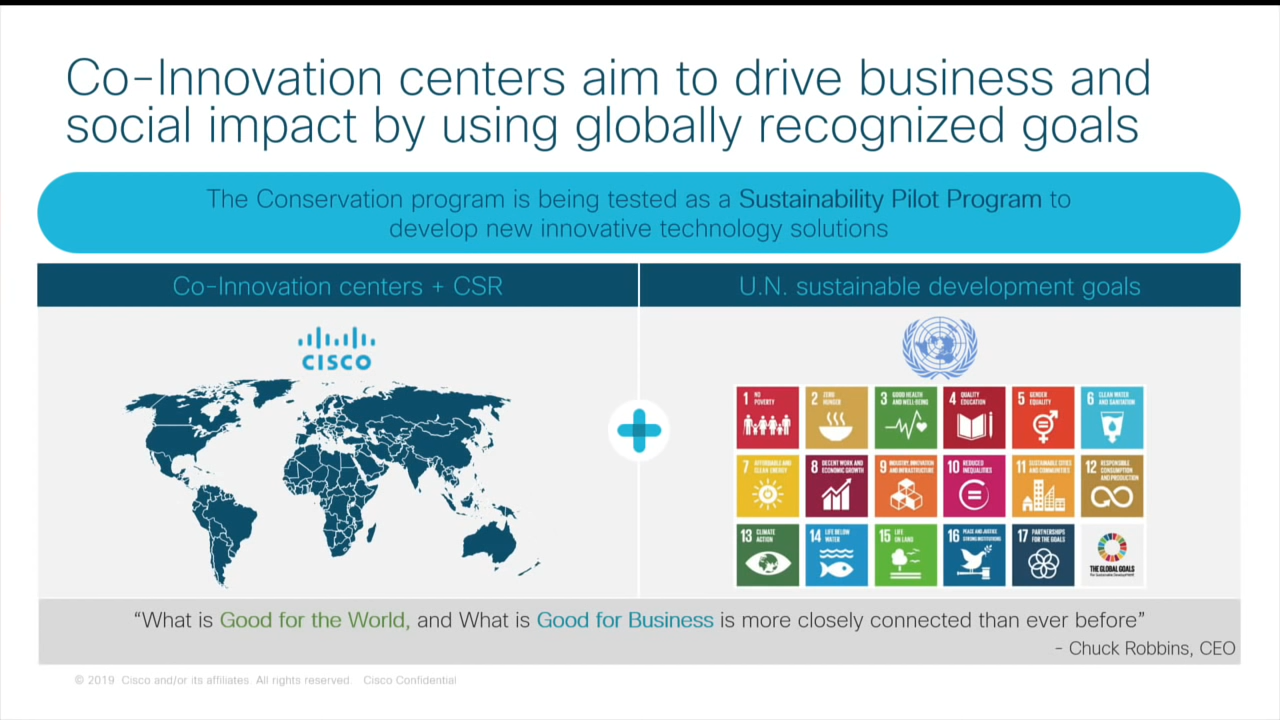 Co-Innovation centers aim to drive business and
social impact by using globally recognized goals
The Conservation program is being tested as a Sustainability Pilot Program to
develop new innovative technology solutions
Co-Innovation centers + CSR
CISCO
U.N. sustainable development goals
1 NO
POVERTY
2 ZERO
HUNGER
3 GOOD HEALTH
AND WELL-BEING
4 QUALITY
EDUCATION
5 GENDER
EQUALITY
6 CLEAN WATER
AND SANITATION
7 AFFORDABLE AND
CLEAN ENERGY
8 DECENT WORK AND
ECONOMIC GROWTH
9 INDUSTRY, INNOVATION
AND INFRASTRUCTURE
10 REDUCED
INEQUALITIES
11 SUSTAINABLE CITIES
AND COMMUNITIES
12 RESPONSIBLE
CONSUMPTION
AND PRODUCTION
13 CLIMATE
ACTION
14 LIFE BELOW
WATER
15 LIFE
ON LAND
16 PEACE AND JUSTICE
STRONG INSTITUTIONS
17 PARTNERSHIPS
FOR THE GOALS
THE GLOBAL GOALS
For Sustainable Development
“What is Good for the World, and What is Good for Business is more closely connected than ever before”
- Chuck Robbins, CEO
© 2019 Cisco and/or its affiliates. All rights reserved. Cisco Confidential